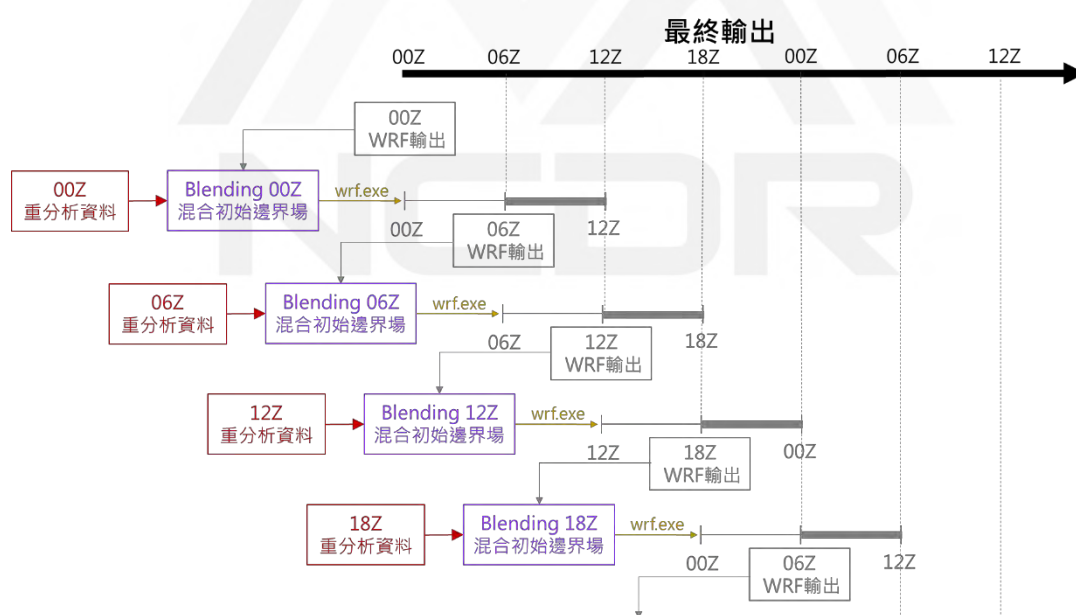 最終輸出
00Z
06Z
12Z
18Z
00Z
06Z
12Z
NCDR
00Z
WRF輸出
00Z
重分析資料
Blending 00Z
混合初始邊界場
wrf.exe
00Z
06Z
WRF輸出
12Z
06Z
重分析資料
Blending 06Z
混合初始邊界場
wrf.exe
06Z
12Z
WRF輸出
18Z
12Z
重分析資料
Blending 12Z
混合初始邊界場
wrf.exe
12Z
18Z
WRF輸出
00Z
18Z
重分析資料
Blending 18Z
混合初始邊界場
wrf.exe
00Z
06Z
WRF輸出
12Z